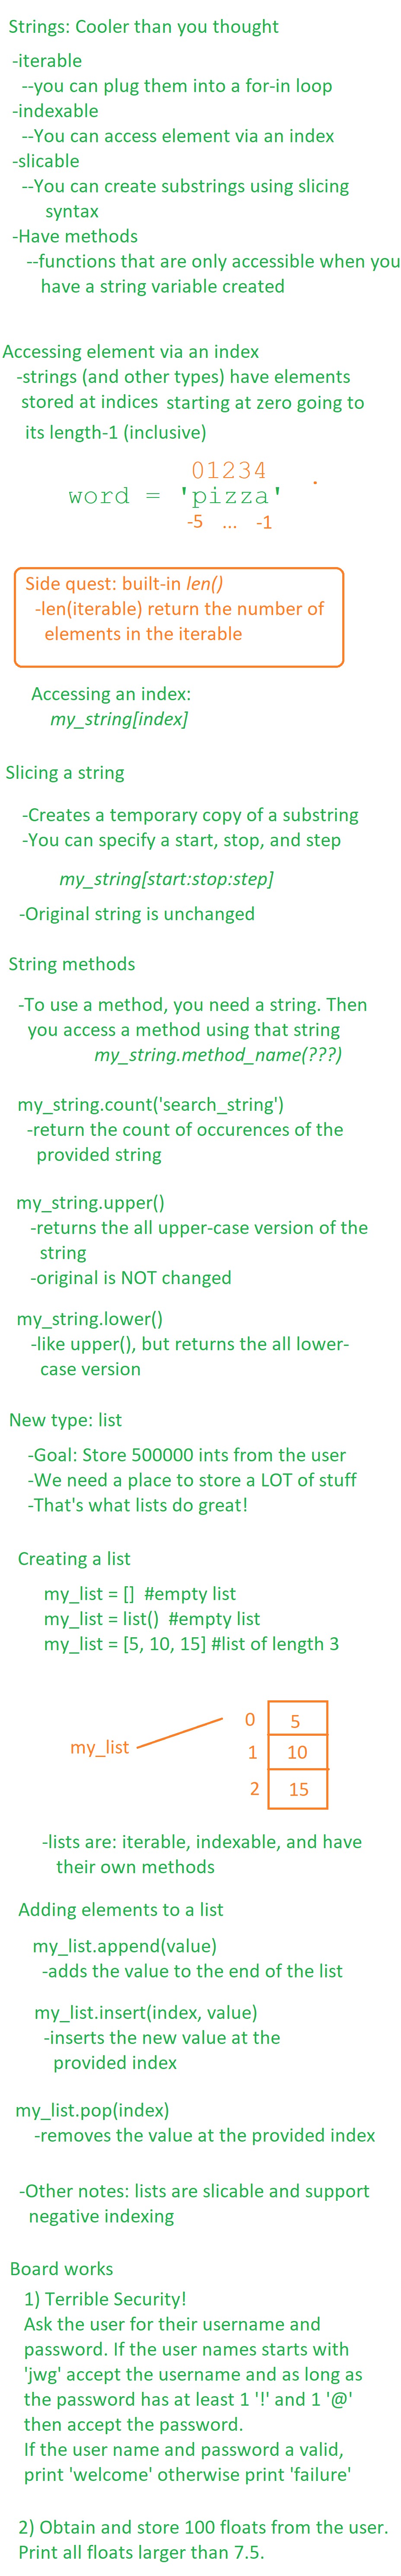 Strings: Cooler than you thought
-iterable
--you can plug them into a for-in loop
-indexable
--You can access element via an index
-slicable
--You can create substrings using slicing
syntax
-Have methods
--functions that are only accessible when you
have a string variable created
Accessing element via an index
-strings (and other types) have elements
stored at indices starting at zero going to
its length-1 (inclusive)
01234
word = 'pizza'
-5 ... -1
Side quest: built-in len()
-len(iterable) return the number of
elements in the iterable
Accessing an index:
my_string[index]
Slicing a string
-Creates a temporary copy of a substring
-You can specify a start, stop, and step
my_string[start:stop:step]
-Original string is unchanged
String methods
-To use a method, you need a string. Then
you access a method using that string
my_string.method_name(???)
my_string.count('search_string')
-return the count of occurences of the
provided string
my_string.upper()
-returns the all upper-case version of the
string
-original is NOT changed
my_string.lower()
-like upper(), but returns the all lower-
case version
New type: list
-Goal: Store 500000 ints from the user
-We need a place to store a LOT of stuff
-That's what lists do great!
Creating a list
my_list = [] #empty list
my_list = list() #empty list
my_list = [5, 10, 15] #list of length 3
0 5
my_list
1 10
2 15
-lists are: iterable, indexable, and have
their own methods
Adding elements to a list
my_list.append(value)
-adds the value to the end of the list
my_list.insert(index, value)
-inserts the new value at the
provided index
my_list.pop(index)
-removes the value at the provided index
-Other notes: lists are slicable and support
negative indexing
Board works
1) Terrible Security!
Ask the user for their username and
password. If the user names starts with
'jwg' accept the username and as long as
the password has at least 1 '!' and 1 '@'
then accept the password.
If the user name and password a valid,
print 'welcome' otherwise print 'failure'
2) Obtain and store 100 floats from the user.
Print all floats larger than 7.5.